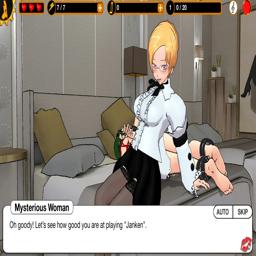 7 / 7
0
0 / 20
Mysterious Woman
AUTO
SKIP
Oh goody! Let's see how good you are at playing "Janken".